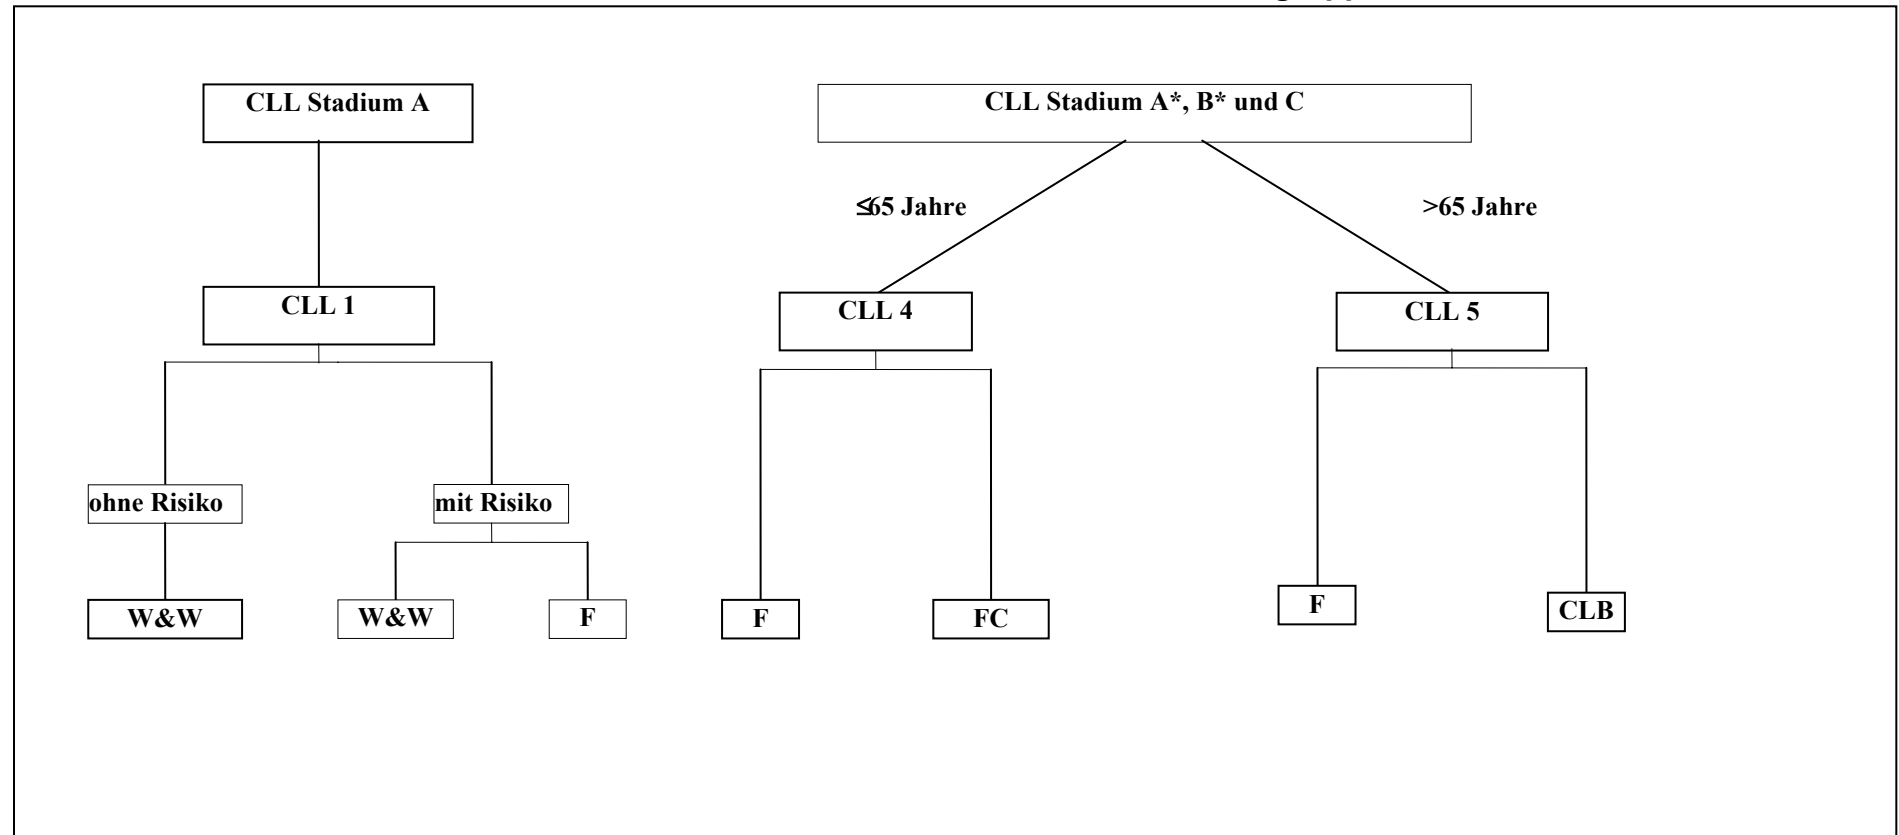 CLL Stadium A
CLL Stadium A*, B* und C
≤65 Jahre
>65 Jahre
CLL 1
CLL 4
CLL 5
ohne Risiko
mit Risiko
W&W
W&W
F
F
FC
F
CLB